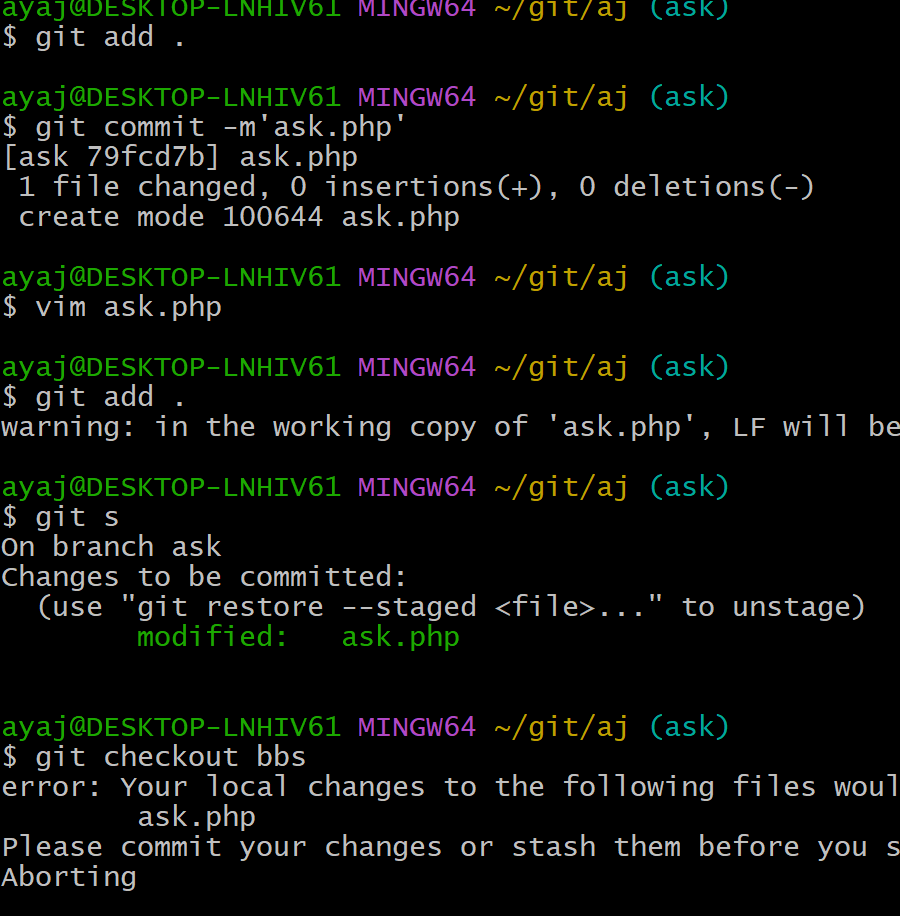 ayaj@DESKTOP-LNHIV61 MINGW64 ~/git/aj (ask)
$ git add .
ayaj@DESKTOP-LNHIV61 MINGW64 ~/git/aj (ask)
$ git commit -m'ask.php'
[ask 79fcd7b] ask.php
 1 file changed, 0 insertions(+), 0 deletions(-)
 create mode 100644 ask.php
ayaj@DESKTOP-LNHIV61 MINGW64 ~/git/aj (ask)
$ vim ask.php
ayaj@DESKTOP-LNHIV61 MINGW64 ~/git/aj (ask)
$ git add .
warning: in the working copy of 'ask.php', LF will be
ayaj@DESKTOP-LNHIV61 MINGW64 ~/git/aj (ask)
$ git s
On branch ask
Changes to be committed:
  (use "git restore --staged <file>..." to unstage)
        modified:   ask.php
ayaj@DESKTOP-LNHIV61 MINGW64 ~/git/aj (ask)
$ git checkout bbs
error: Your local changes to the following files woul
        ask.php
Please commit your changes or stash them before you s
Aborting